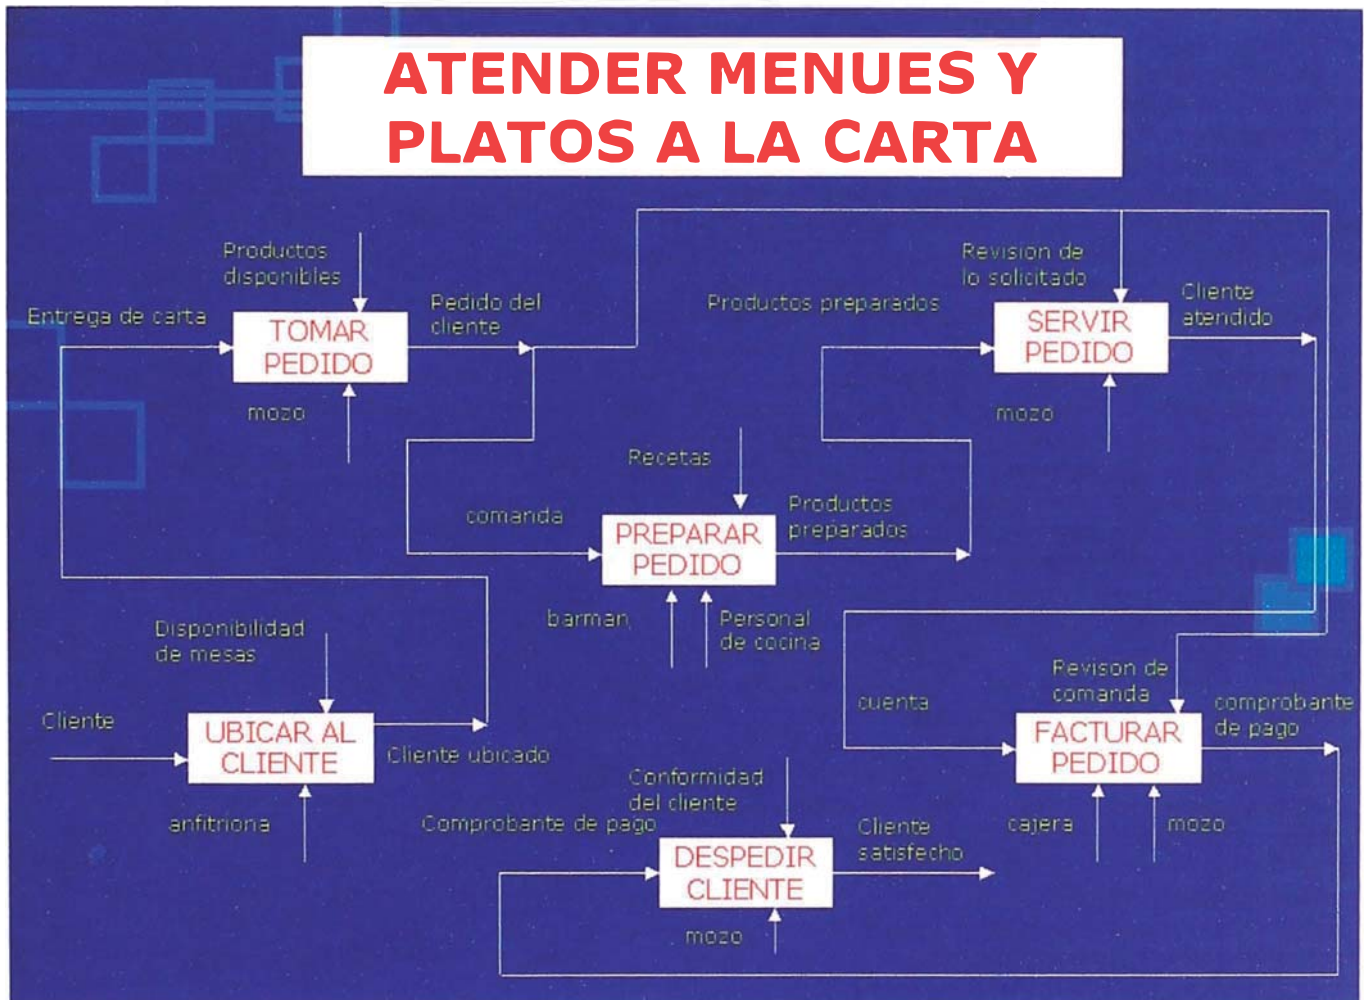 ATENDER MENUES Y
PLATOS A LA CARTA
Productos
disponibles
Entrega de carta
TOMAR
PEDIDO
Pedido del
cliente
mozo
Revision de
lo solicitado
Productos preparados
SERVIR
PEDIDO
Cliente
atendido
mozo
Recetas
comanda
PREPARAR
PEDIDO
Productos
preparados
barman
Personal
de cocina
Disponibilidad
de mesas
Cliente
UBICAR AL
CLIENTE
Cliente ubicado
anfitriona
Revison de
comanda
cuenta
FACTURAR
PEDIDO
comprobante
de pago
cajera
mozo
Conformidad
del cliente
Comprobante de pago
DESPEDIR
CLIENTE
Cliente
satisfecho
mozo